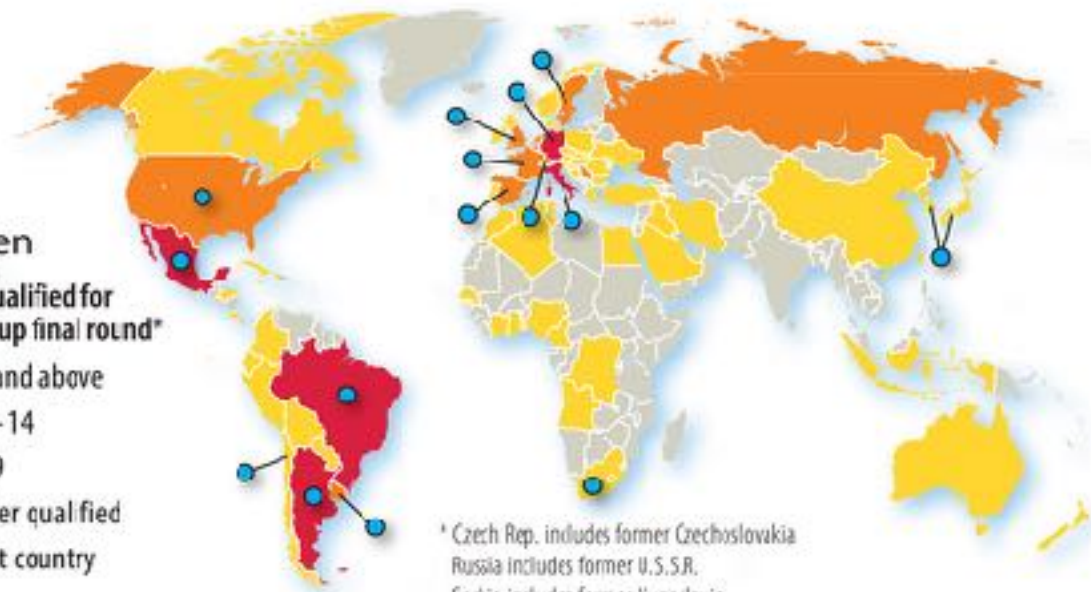 en
ualified for
up final round*
and above
- 14
9
er qualified
t country
* Czech Rep. includes former Czechoslovakia
Russia includes former U.S.S.R.